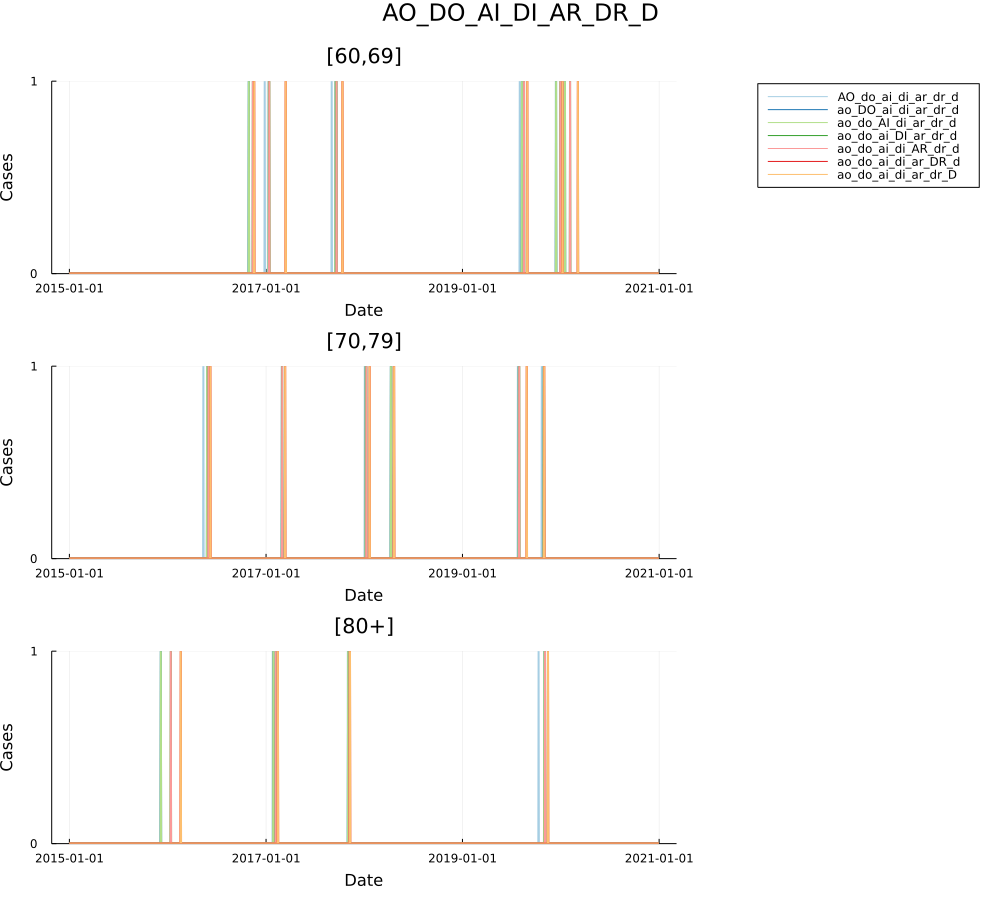 AO_DO_AI_DI_AR_DR_D
[60,69]
1
Cases
0
2015-01-01 2017-01-01 2019-01-01 2021-01-01
Date
AO_do_ai_di_ar_dr_d
ao_DO_ai_di_ar_dr_d
ao_do_AI_di_ar_dr_d
ao_do_ai_DI_ar_dr_d
ao_do_ai_di_AR_dr_d
ao_do_ai_di_ar_DR_d
ao_do_ai_di_ar_dr_D
[70,79]
1
Cases
0
2015-01-01 2017-01-01 2019-01-01 2021-01-01
Date
[80+]
1
Cases
0
2015-01-01 2017-01-01 2019-01-01 2021-01-01
Date